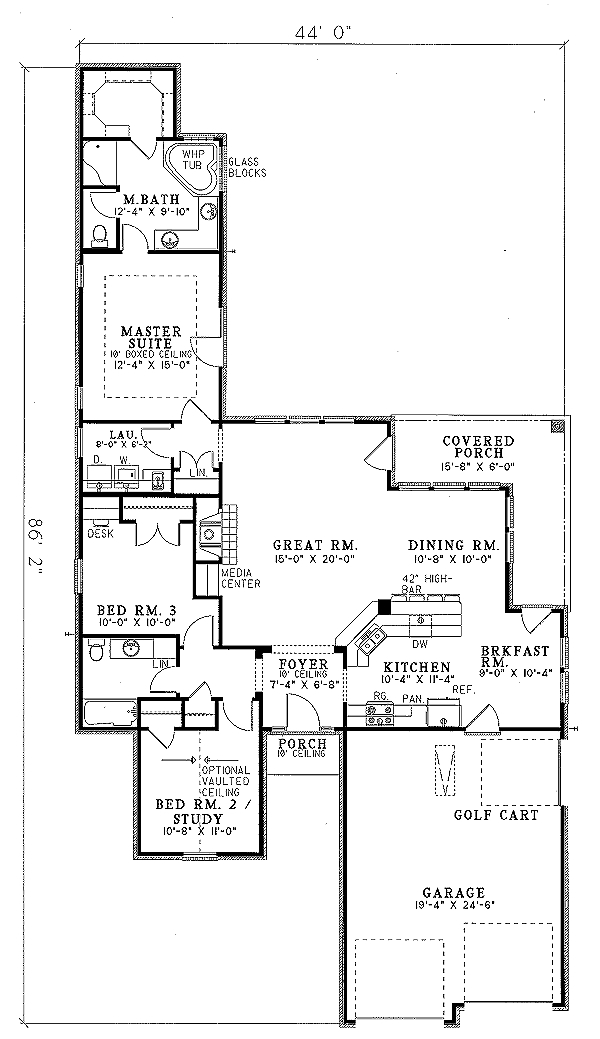 44' 0"
WHP
TUB
GLASS
BLOCKS
M.BATH
12'-4" X 9'-10"
MASTER
SUITE
10' BOXED CEILING
12'-4" X 15'-0"
LAU.
8'-0" X 6'-2"
D. W.
LIN.
COVERED
PORCH
15'-8" X 6'-0"
DESK
MEDIA
CENTER
GREAT RM.
15'-0" X 20'-0"
DINING RM.
10'-8" X 10'-0"
86' 2"
BED RM. 3
10'-0" X 10'-0"
42" HIGH-
BAR
DW
LIN.
FOYER
10' CEILING
7'-4" X 6'-8"
KITCHEN
10'-4" X 11'-4"
BRKFAST
RM.
9'-0" X 10'-4"
RG. PAN. REF.
PORCH
10' CEILING
OPTIONAL
VAULTED
CEILING
BED RM. 2 /
STUDY
10'-8" X 11'-0"
GOLF CART
GARAGE
19'-4" X 24'-6"